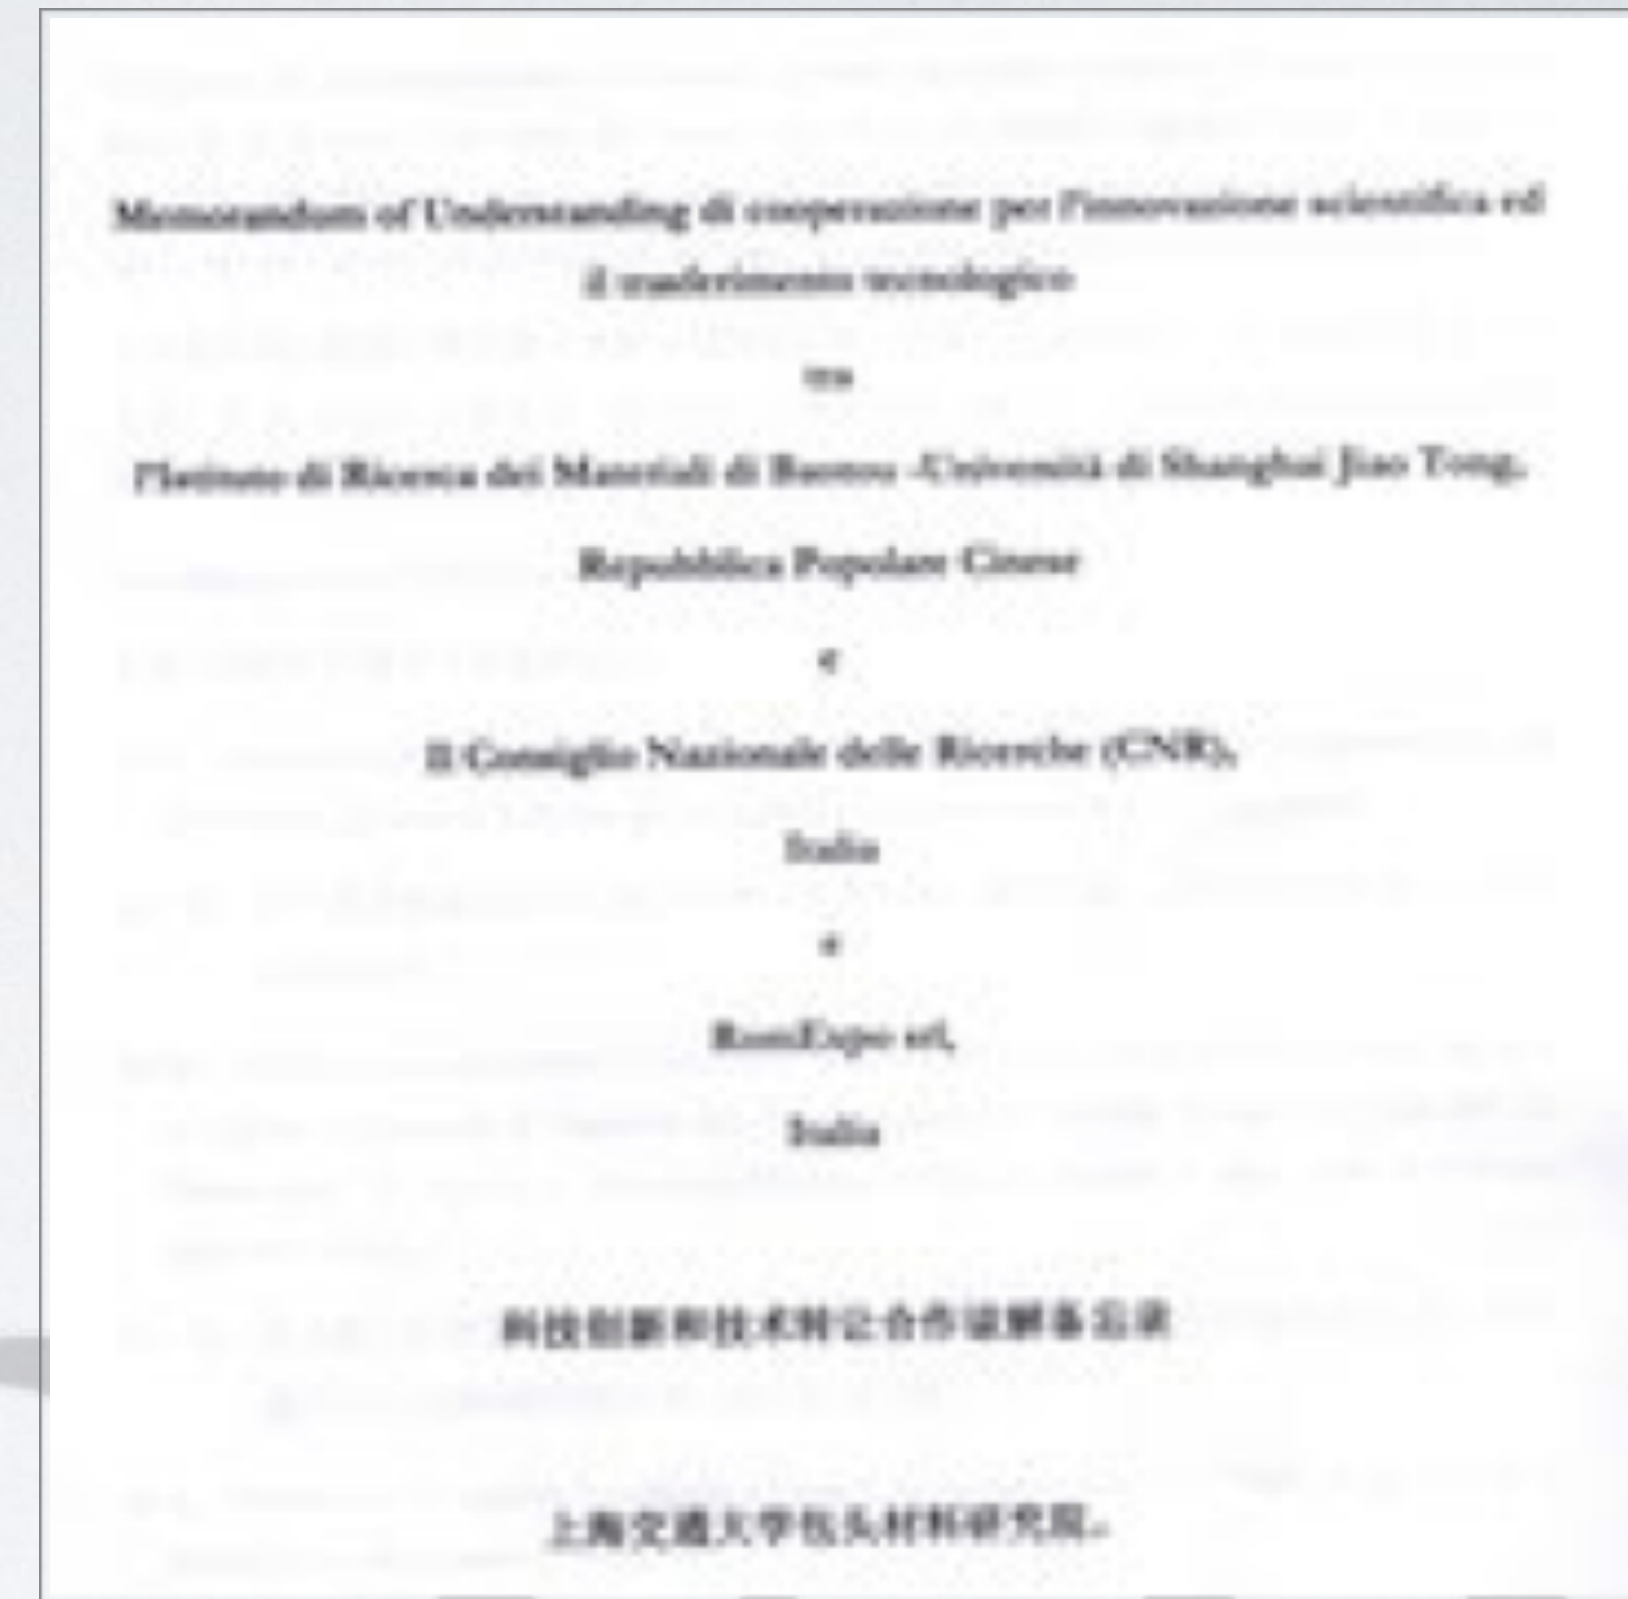 Memorandum of Understanding di cooperazione per l'innovazione scientifica ed
il trasferimento tecnologico
tra
l'Istituto di Ricerca dei Materiali di Baotou -Università di Shanghai Jiao Tong,
Repubblica Popolare Cinese
e
Il Consiglio Nazionale delle Ricerche (CNR),
Italia
e
srl,
Italia
科技创新和技术转让合作谅解备忘录
上海交通大学包头材料研究院,